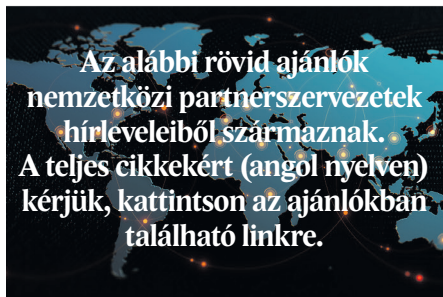 Az alábbi rövid ajánlók
nemzetközi partnerszervezetek
hírleveleiből származnak.
A teljes cikkekért (angol nyelven)
kérjük, kattintson az ajánlókban
található linkre.